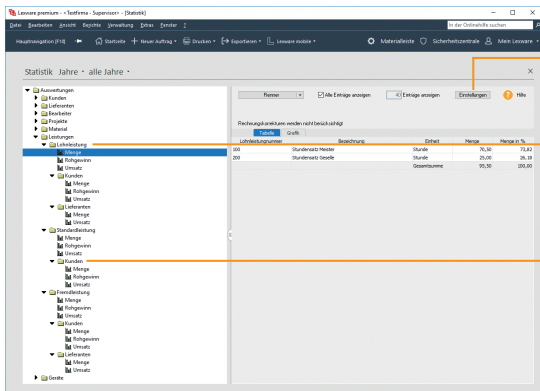 Lexware premium - <Testfirma - Supervisor> - [Statistik]
Datei Bearbeiten Ansicht Berichte Verwaltung Extras Fenster ?
In der Onlinehilfe suchen
Hauptnavigation [F10] Startseite Neuer Auftrag Drucken Exportieren Lexware mobile Materialleiste Sicherheitszentrale Mein Lexware
Statistik Jahre alle Jahre
Auswertungen
Kunden
Lieferanten
Bearbeiter
Projekte
Material
Leistungen
Lohnleistung
Menge
Rohgewinn
Umsatz
Kunden
Menge
Rohgewinn
Umsatz
Lieferanten
Menge
Umsatz
Standardleistung
Menge
Rohgewinn
Umsatz
Kunden
Menge
Rohgewinn
Umsatz
Fremdleistung
Menge
Rohgewinn
Umsatz
Kunden
Menge
Rohgewinn
Umsatz
Lieferanten
Menge
Umsatz
Geräte
Renner Alle Einträge anzeigen 40 Einträge anzeigen Einstellungen ? Hilfe
Rechnungskorrekturen werden nicht berücksichtigt
Tabelle Grafik
Lohnleistungnummer Bezeichnung Einheit Menge Menge in %
100 Stundensatz Meister Stunde 70,50 73,82
200 Stundensatz Geselle Stunde 25,00 26,18
Gesamtsumme 95,50 100,00